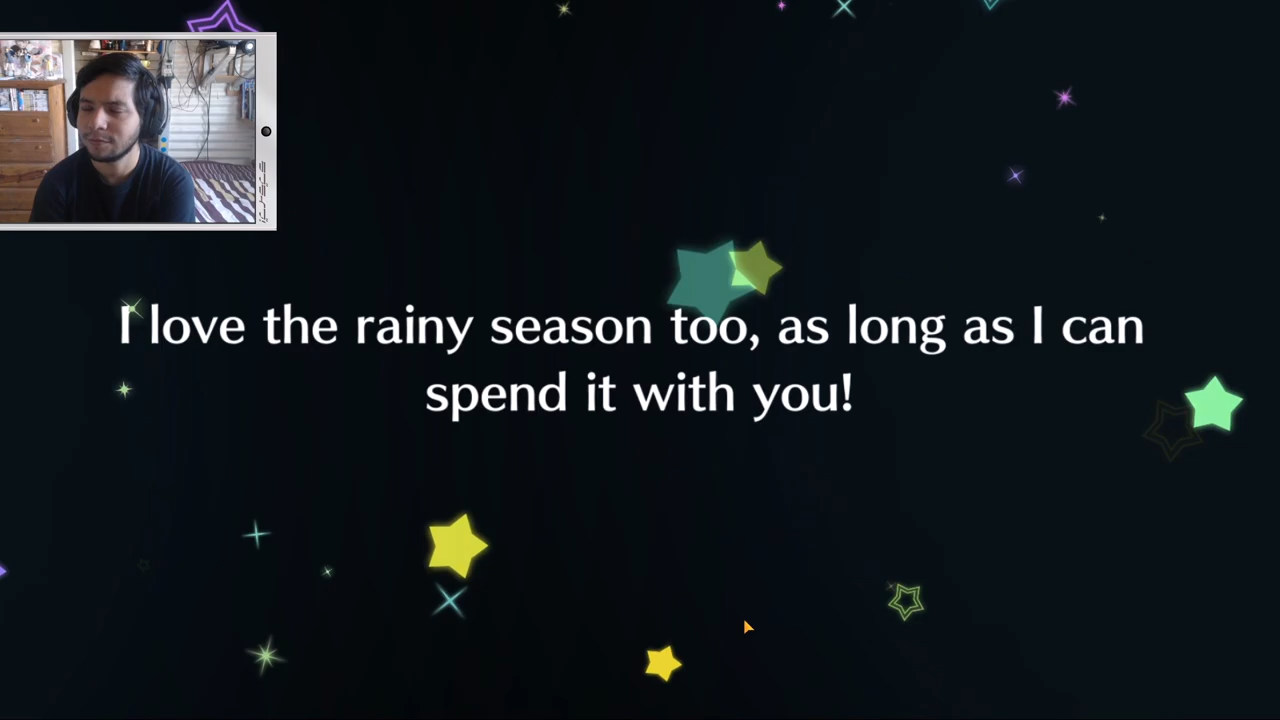 I love the rainy season too, as long as I can
spend it with you!